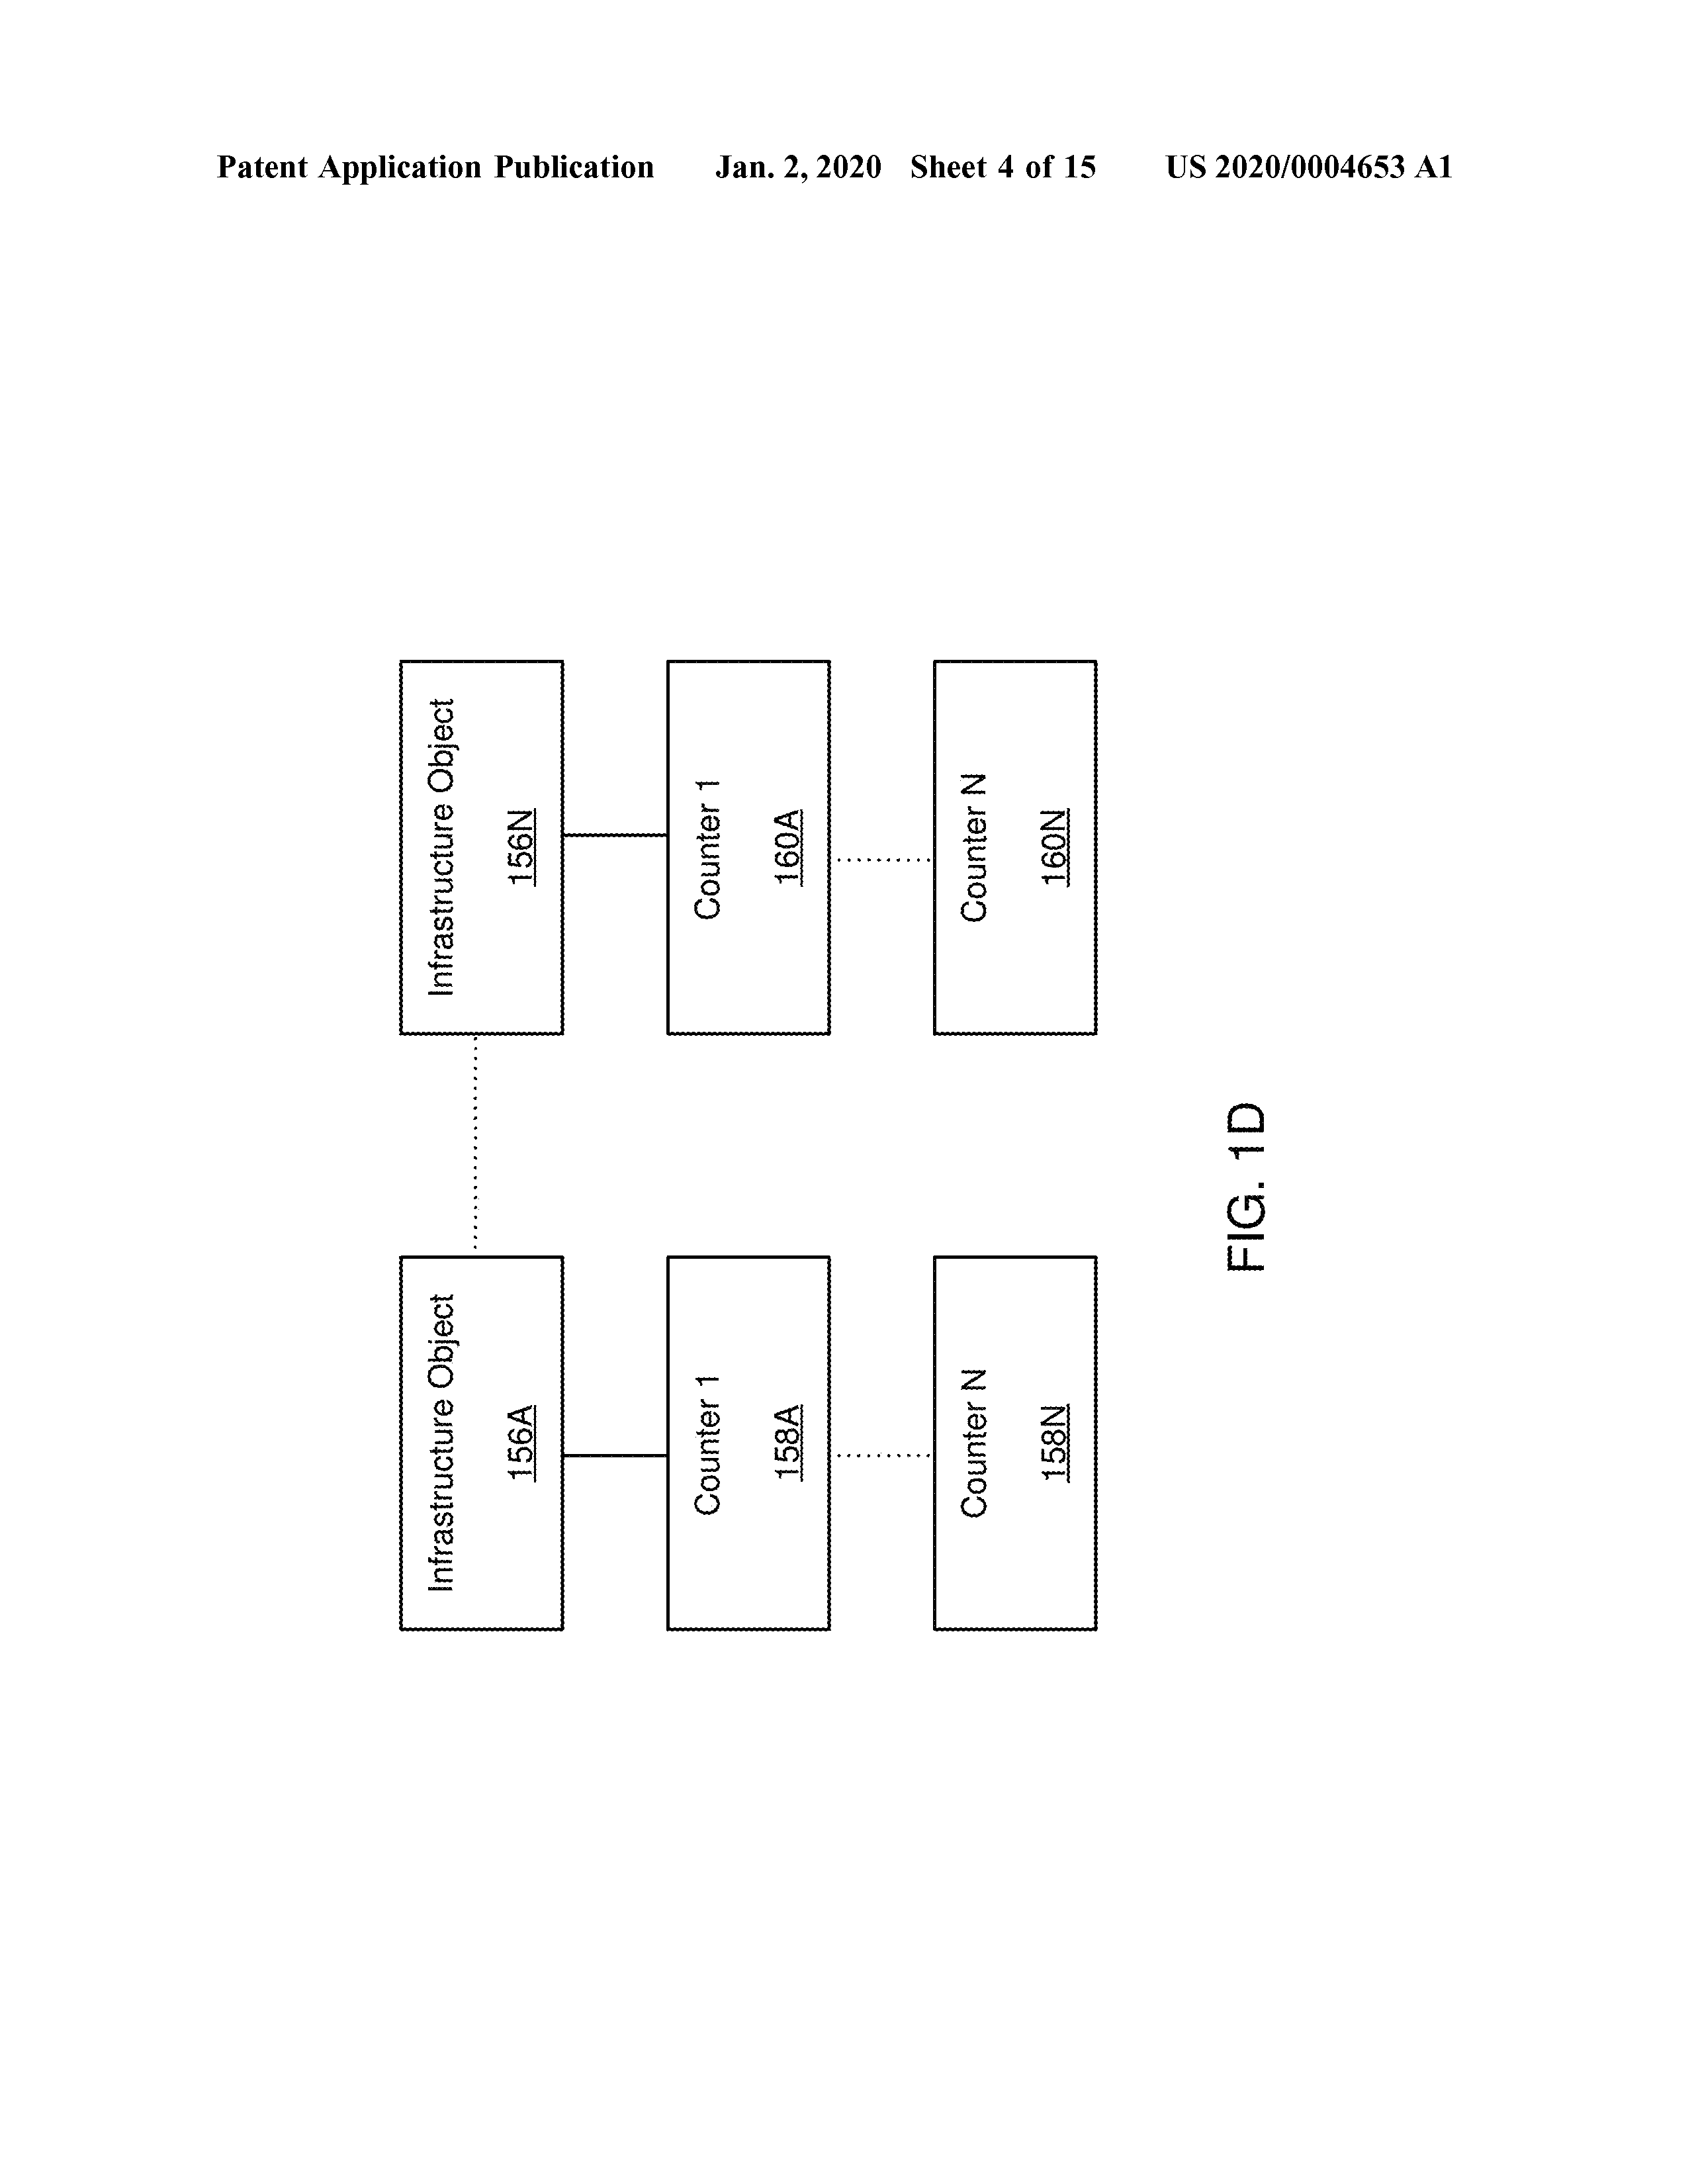 Patent Application Publication Jan. 2, 2020 Sheet 4 of 15 US 2020/0004653 A1
Infrastructure Object
156A
Infrastructure Object
156N
Counter 1
158A
Counter 1
160A
Counter N
158N
Counter N
160N
FIG. 1D